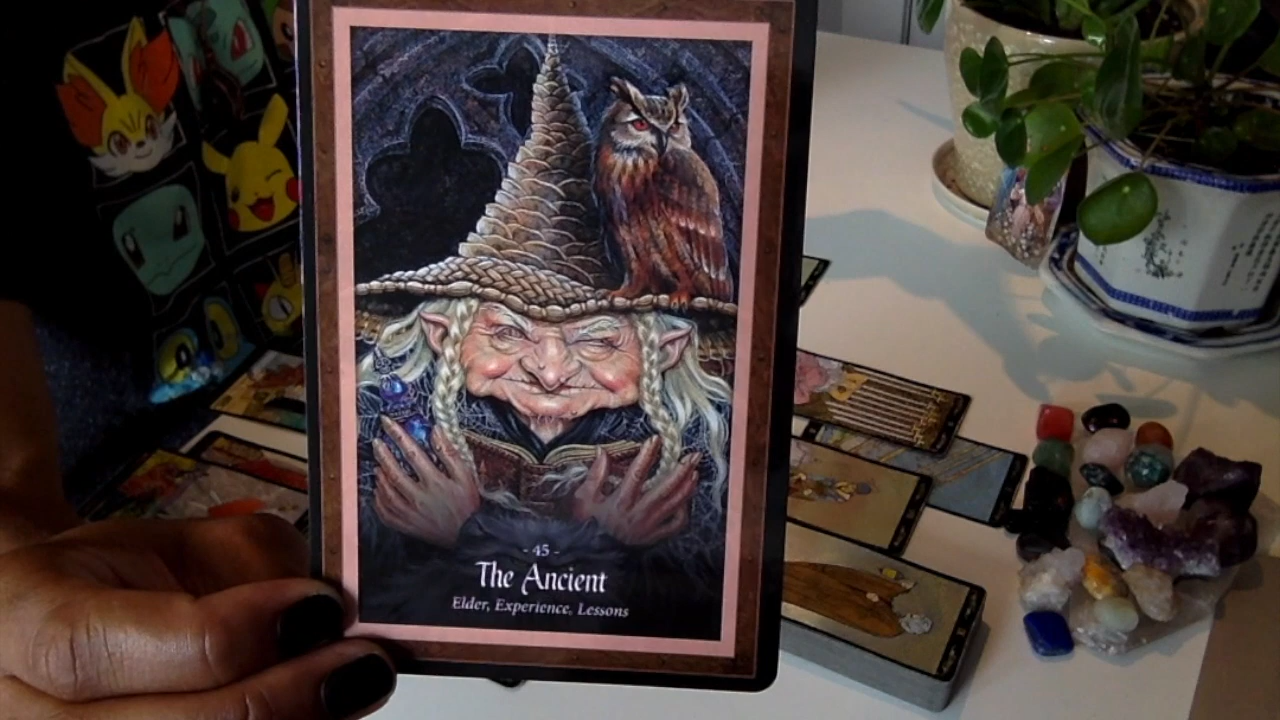 - 45 -
The Ancient
Elder, Experience, Lessons